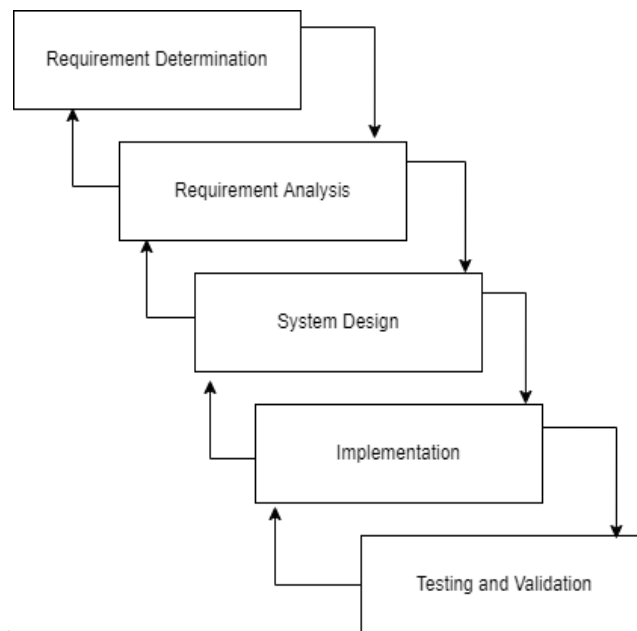 Requirement Determination
Requirement Analysis
System Design
Implementation
Testing and Validation